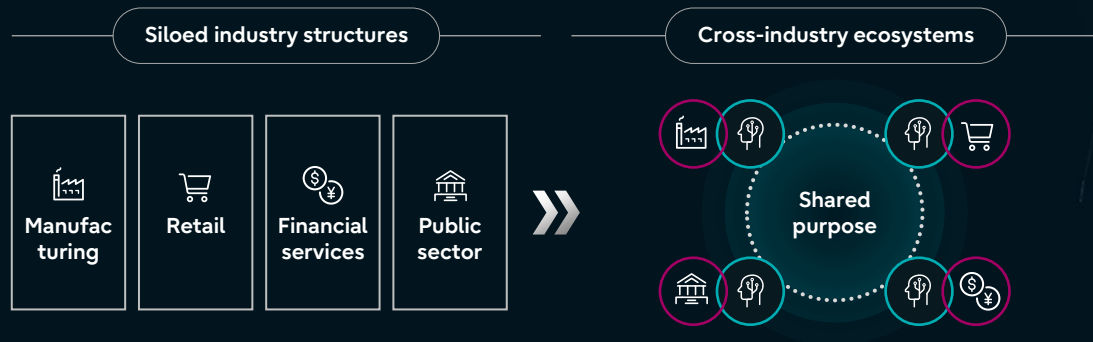 Siloed industry structures
Cross-industry ecosystems
Manufac
turing
Retail
Financial
services
Public
sector
Shared
purpose
$
¥
$
¥